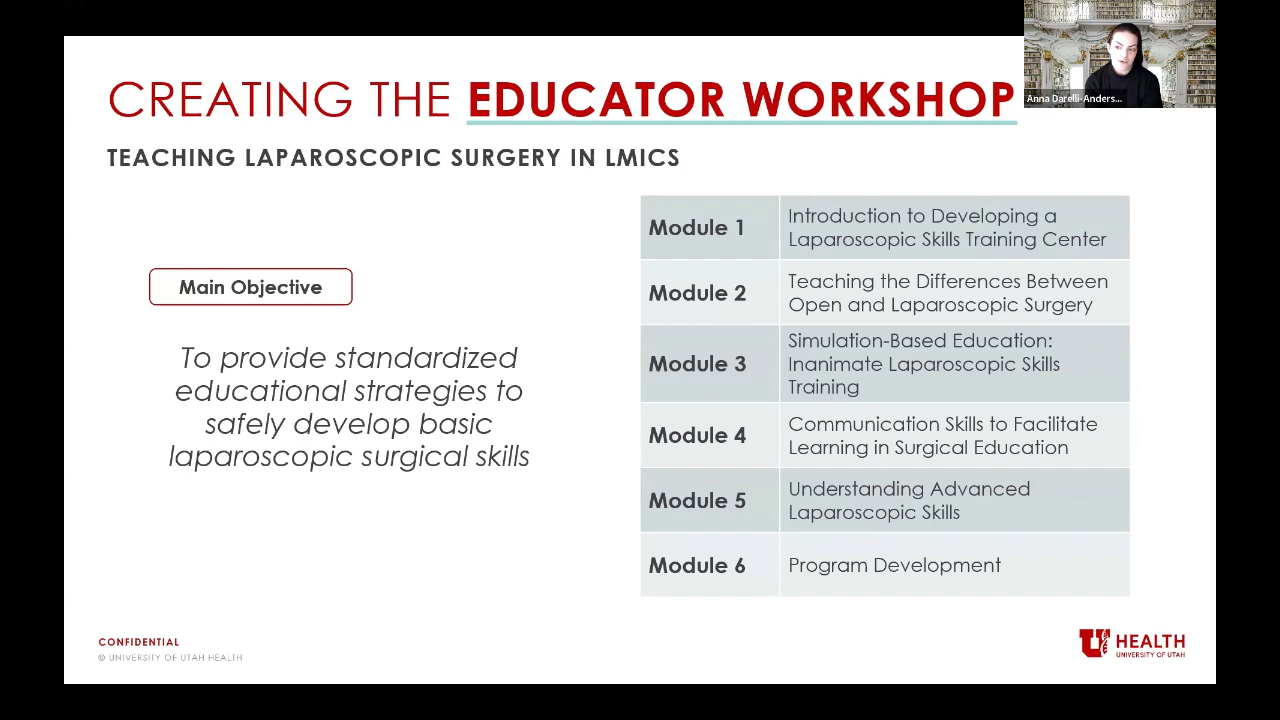 CREATING THE EDUCATOR WORKSHOP
Anna Darelli-Anders...
TEACHING LAPAROSCOPIC SURGERY IN LMICS
Main Objective
To provide standardized
educational strategies to
safely develop basic
laparoscopic surgical skills
Module 1
Introduction to Developing a
Laparoscopic Skills Training Center
Module 2
Teaching the Differences Between
Open and Laparoscopic Surgery
Module 3
Simulation-Based Education:
Inanimate Laparoscopic Skills
Training
Module 4
Communication Skills to Facilitate
Learning in Surgical Education
Module 5
Understanding Advanced
Laparoscopic Skills
Module 6
Program Development
CONFIDENTIAL
© UNIVERSITY OF UTAH HEALTH
U HEALTH
UNIVERSITY OF UTAH